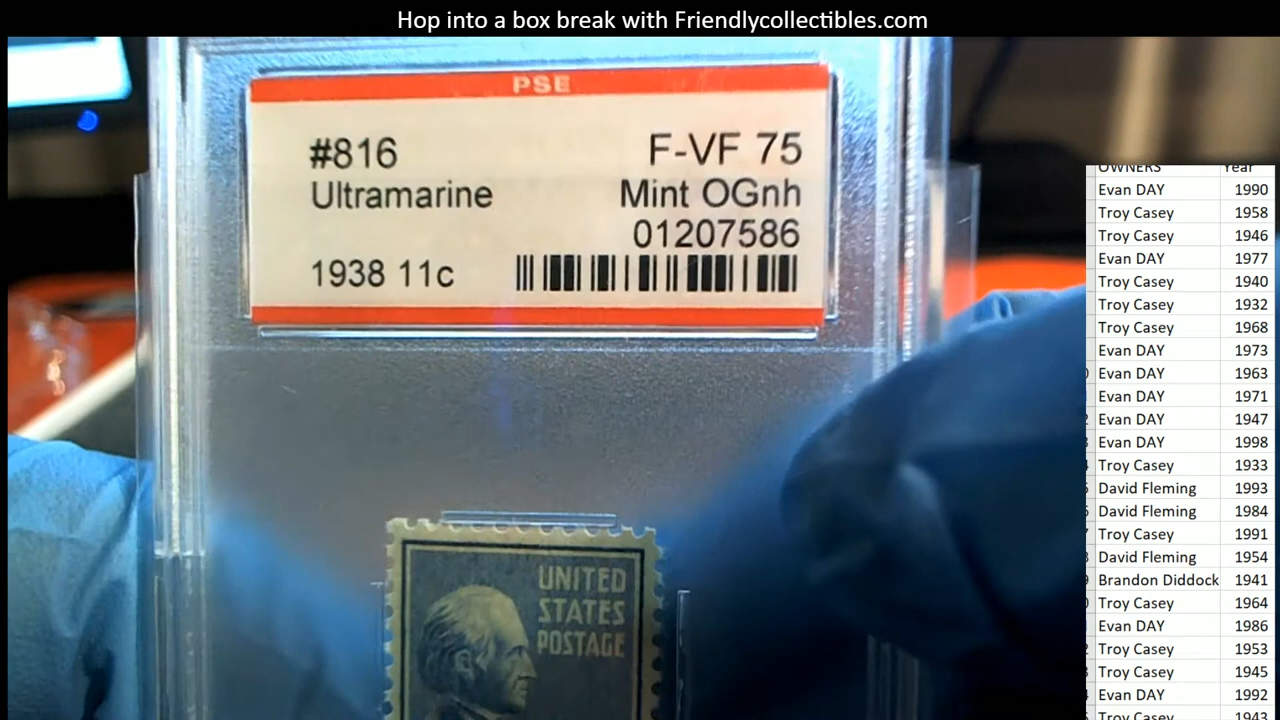 Hop into a box break with Friendlycollectibles.com
PSE
#816 F-VF 75
Ultramarine Mint OGnh
01207586
1938 11c
UNITED
STATES
POSTAGE
OWNERS Year
Evan DAY 1990
Troy Casey 1958
Troy Casey 1946
Evan DAY 1977
Troy Casey 1940
Troy Casey 1932
Troy Casey 1968
Evan DAY 1973
Evan DAY 1963
Evan DAY 1971
Evan DAY 1947
Evan DAY 1998
Troy Casey 1933
David Fleming 1993
David Fleming 1984
Troy Casey 1991
David Fleming 1954
Brandon Diddock 1941
Troy Casey 1964
Evan DAY 1986
Troy Casey 1953
Troy Casey 1945
Evan DAY 1992
Troy Casey 1943